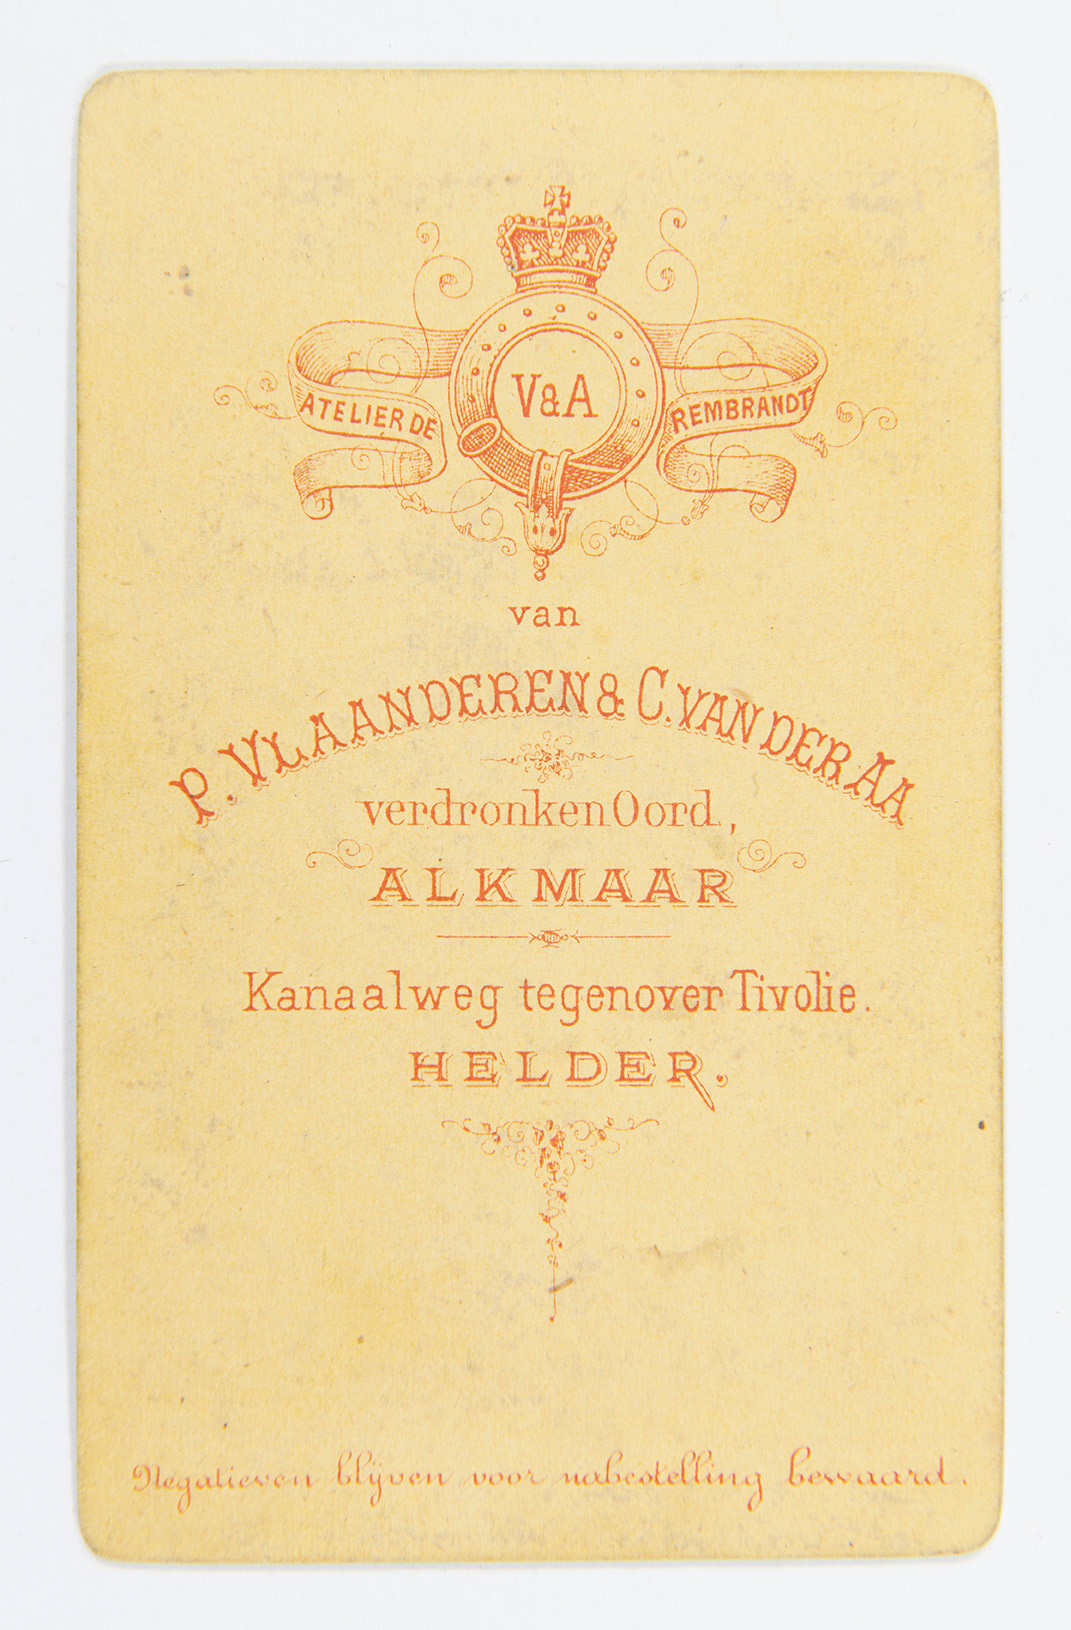 V&A
ATELIER DE REMBRANDT
van
P. VLAANDEREN & C. VAN DER AA
verdronken Oord,
ALKMAAR
Kanaalweg tegenover Tivolie.
HELDER.
Negatieven blijven voor nabestelling bewaard.